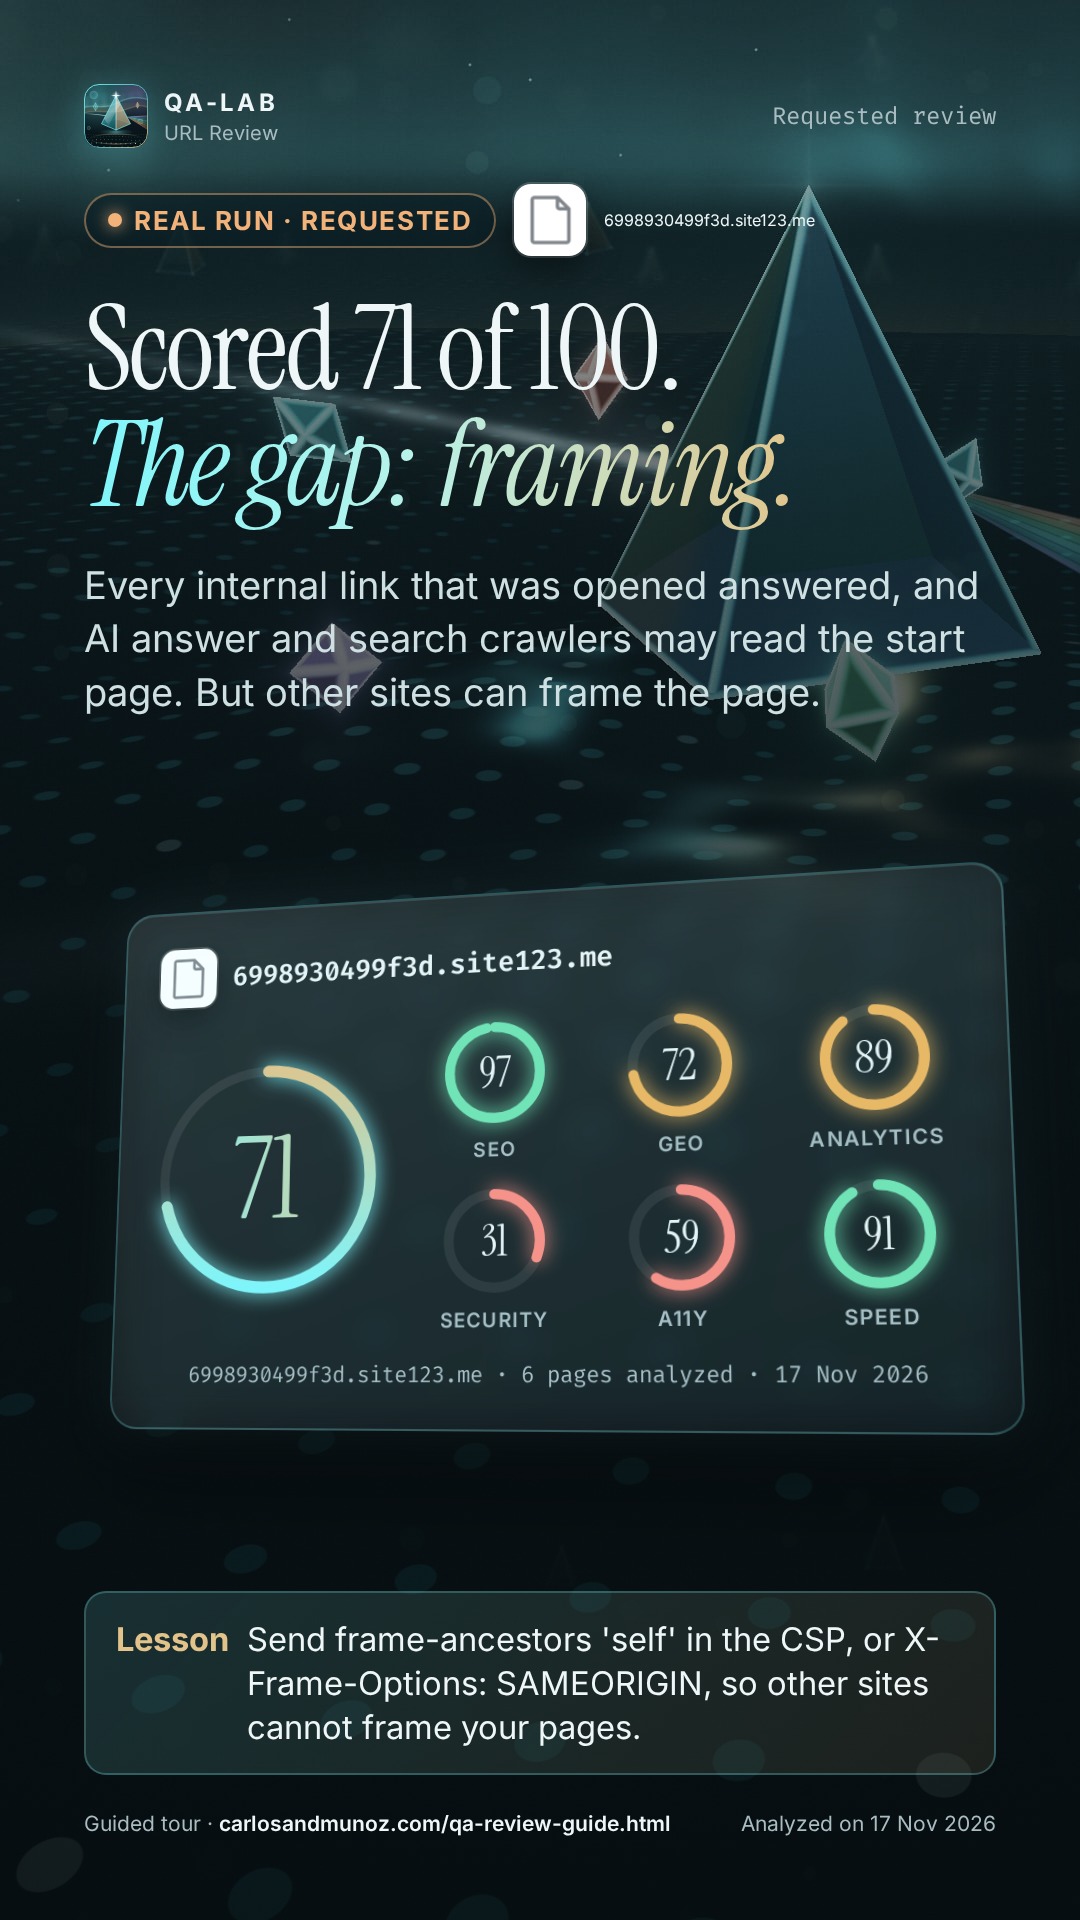 QA-LAB
URL Review
Requested review
REAL RUN · REQUESTED
6998930499f3d.site123.me
Scored 71 of 100.
The gap: framing.
Every internal link that was opened answered, and
AI answer and search crawlers may read the start
page. But other sites can frame the page.
6998930499f3d.site123.me
71
97
SEO
72
GEO
89
ANALYTICS
31
SECURITY
59
A11Y
91
SPEED
6998930499f3d.site123.me · 6 pages analyzed · 17 Nov 2026
Lesson Send frame-ancestors 'self' in the CSP, or X-
Frame-Options: SAMEORIGIN, so other sites
cannot frame your pages.
Guided tour · carlosandmunoz.com/qa-review-guide.html
Analyzed on 17 Nov 2026